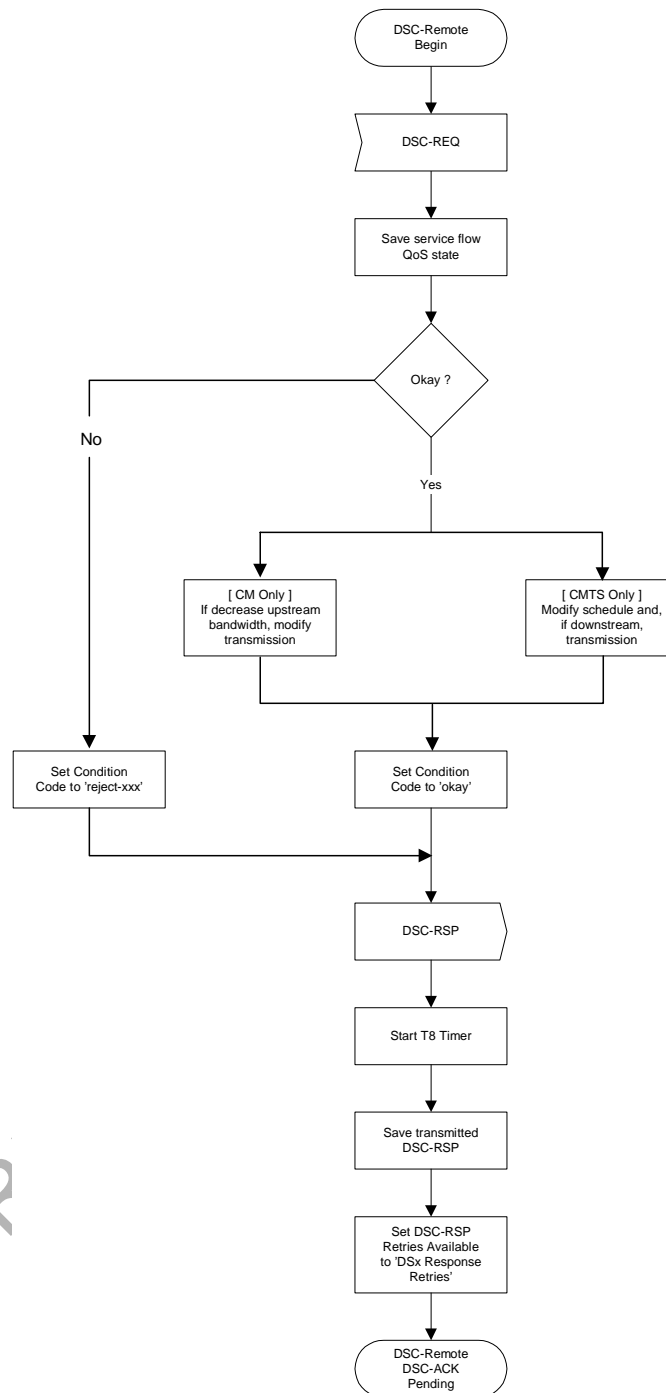 DSC-Remote
Begin
DSC-REQ
Save service flow
QoS state
Okay ?
No
Yes
[ CM Only ]
If decrease upstream
bandwidth, modify
transmission
[ CMTS Only ]
Modify schedule and,
if downstream,
transmission
Set Condition
Code to 'reject-xxx'
Set Condition
Code to 'okay'
DSC-RSP
Start T8 Timer
Save transmitted
DSC-RSP
Set DSC-RSP
Retries Available
to 'DSx Response
Retries'
DSC-Remote
DSC-ACK
Pending